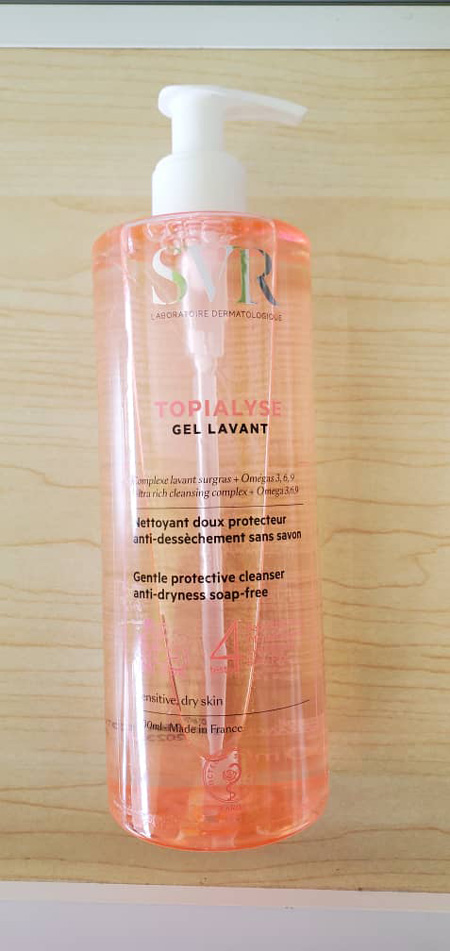 SVR
LABORATOIRE DERMATOLOGIQUE
TOPIALYSE
GEL LAVANT
Complexe lavant surgras + Omégas 3, 6, 9
Ultra rich cleansing complex + Omega 3,6,9
Nettoyant doux protecteur
anti-dessèchement sans savon
Gentle protective cleanser
anti-dryness soap-free
4
ensitive, dry skin
00ml - Made in France